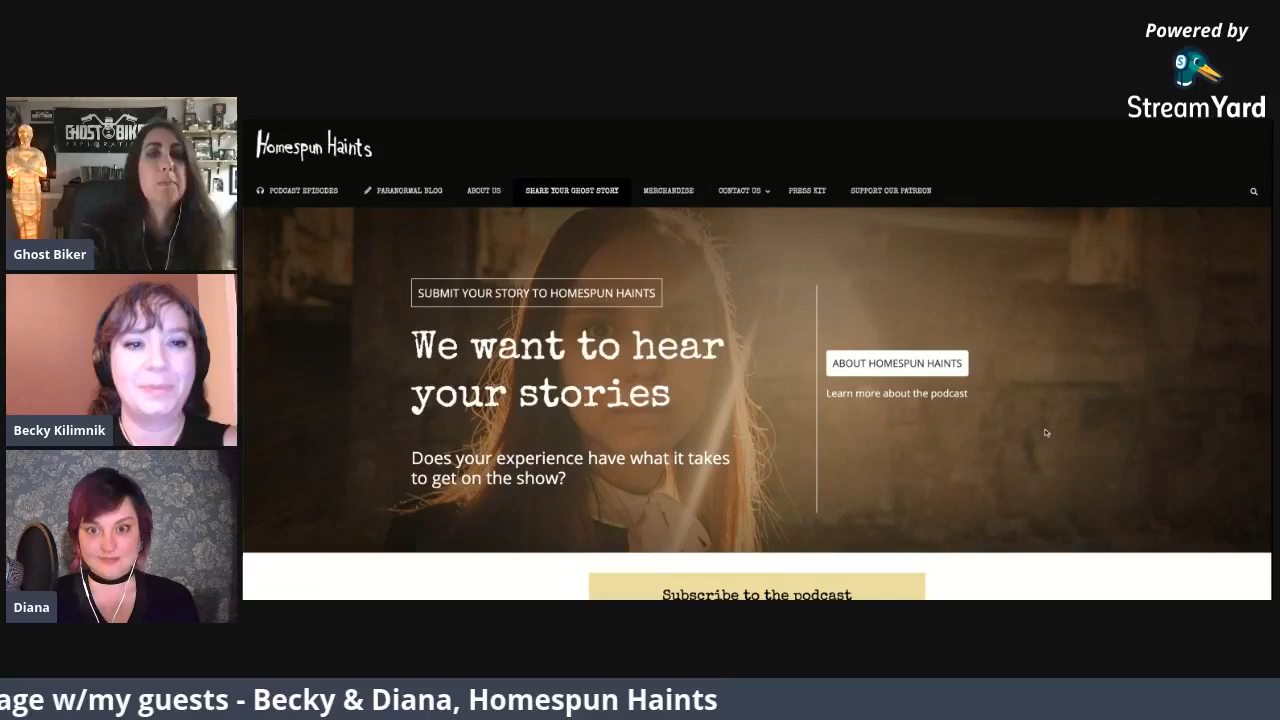 Powered by
StreamYard
GHOST BIKE
EXPLORATI
Ghost Biker
Becky Kilimnik
Diana
Homespun Haints
PODCAST EPISODES
PARANORMAL BLOG
ABOUT US
SHARE YOUR GHOST STORY
MERCHANDISE
CONTACT US
PRESS KIT
SUPPORT OUR PATREON
SUBMIT YOUR STORY TO HOMESPUN HAINTS
We want to hear
your stories
Does your experience have what it takes
to get on the show?
ABOUT HOMESPUN HAINTS
Learn more about the podcast
Subscribe to the podcast
age w/my guests - Becky & Diana, Homespun Haints